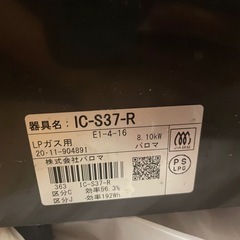 器具名: IC-S37-R
E1-4-16
LPガス用 8.10kW
20·11-904891 パロマ
株式会社パロマ
363 IC-S37-R
区分C 効率56.3%
区分J 効率192Wh
PS
LPG